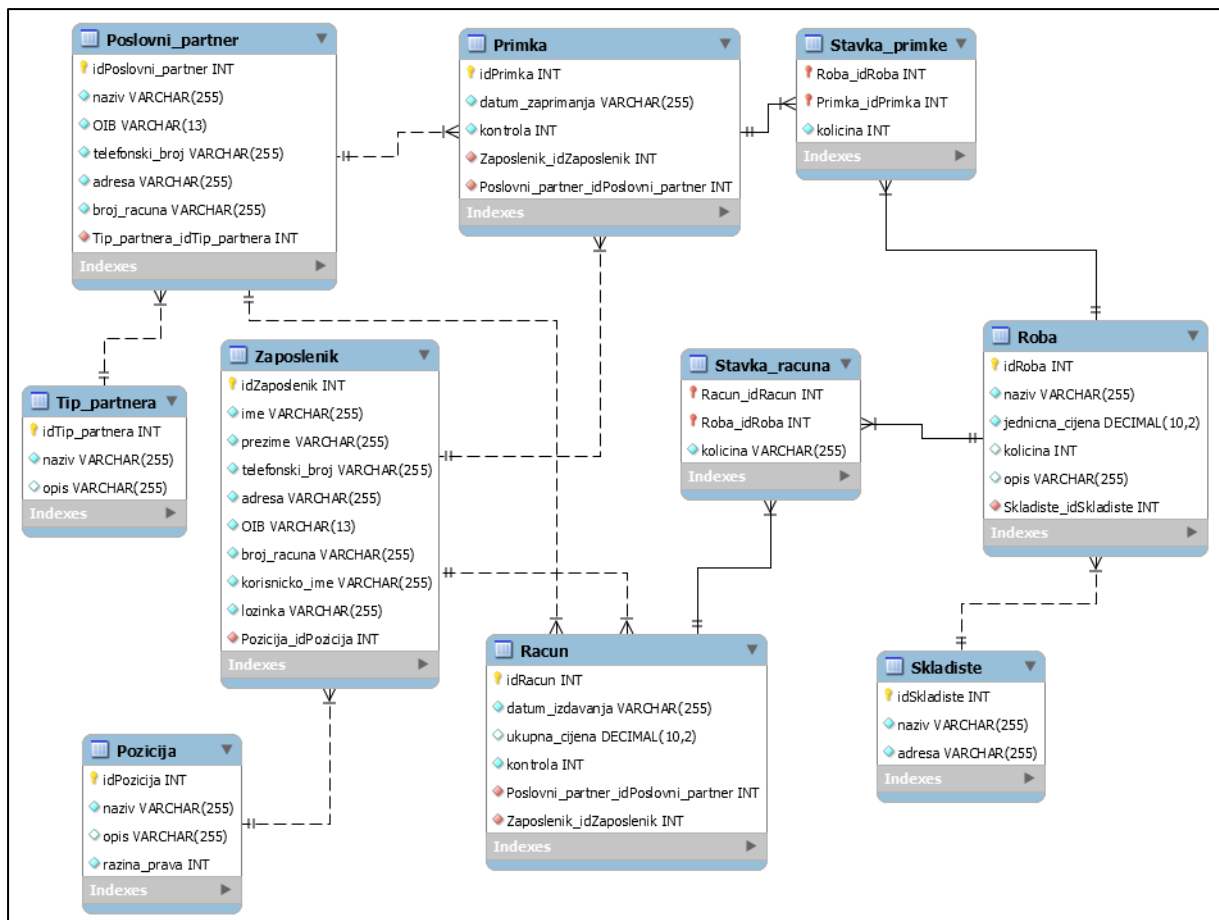 Poslovni_partner
idPoslovni_partner INT
naziv VARCHAR(255)
OIB VARCHAR(13)
telefonski_broj VARCHAR(255)
adresa VARCHAR(255)
broj_racuna VARCHAR(255)
Tip_partnera_idTip_partnera INT
Indexes
Primka
idPrimka INT
datum_zaprimanja VARCHAR(255)
kontrola INT
Zaposlenik_idZaposlenik INT
Poslovni_partner_idPoslovni_partner INT
Indexes
Stavka_primke
Roba_idRoba INT
Primka_idPrimka INT
kolicina INT
Indexes
Tip_partnera
idTip_partnera INT
naziv VARCHAR(255)
opis VARCHAR(255)
Indexes
Zaposlenik
idZaposlenik INT
ime VARCHAR(255)
prezime VARCHAR(255)
telefonski_broj VARCHAR(255)
adresa VARCHAR(255)
OIB VARCHAR(13)
broj_racuna VARCHAR(255)
korisnicko_ime VARCHAR(255)
lozinka VARCHAR(255)
Pozicija_idPozicija INT
Indexes
Stavka_racuna
Racun_idRacun INT
Roba_idRoba INT
kolicina VARCHAR(255)
Indexes
Roba
idRoba INT
naziv VARCHAR(255)
jednicna_cijena DECIMAL(10,2)
kolicina INT
opis VARCHAR(255)
Skladiste_idSkladiste INT
Indexes
Pozicija
idPozicija INT
naziv VARCHAR(255)
opis VARCHAR(255)
razina_prava INT
Indexes
Racun
idRacun INT
datum_izdavanja VARCHAR(255)
ukupna_cijena DECIMAL(10,2)
kontrola INT
Poslovni_partner_idPoslovni_partner INT
Zaposlenik_idZaposlenik INT
Indexes
Skladiste
idSkladiste INT
naziv VARCHAR(255)
adresa VARCHAR(255)
Indexes